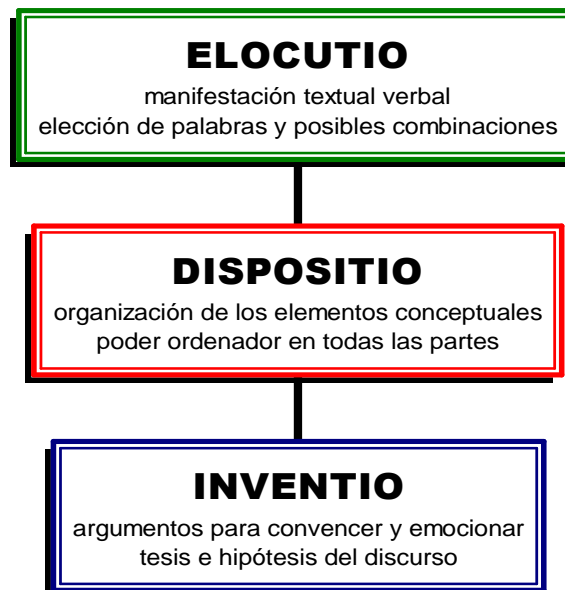 ELOCUTIO
manifestación textual verbal
elección de palabras y posibles combinaciones
DISPOSITIO
organización de los elementos conceptuales
poder ordenador en todas las partes
INVENTIO
argumentos para convencer y emocionar
tesis e hipótesis del discurso